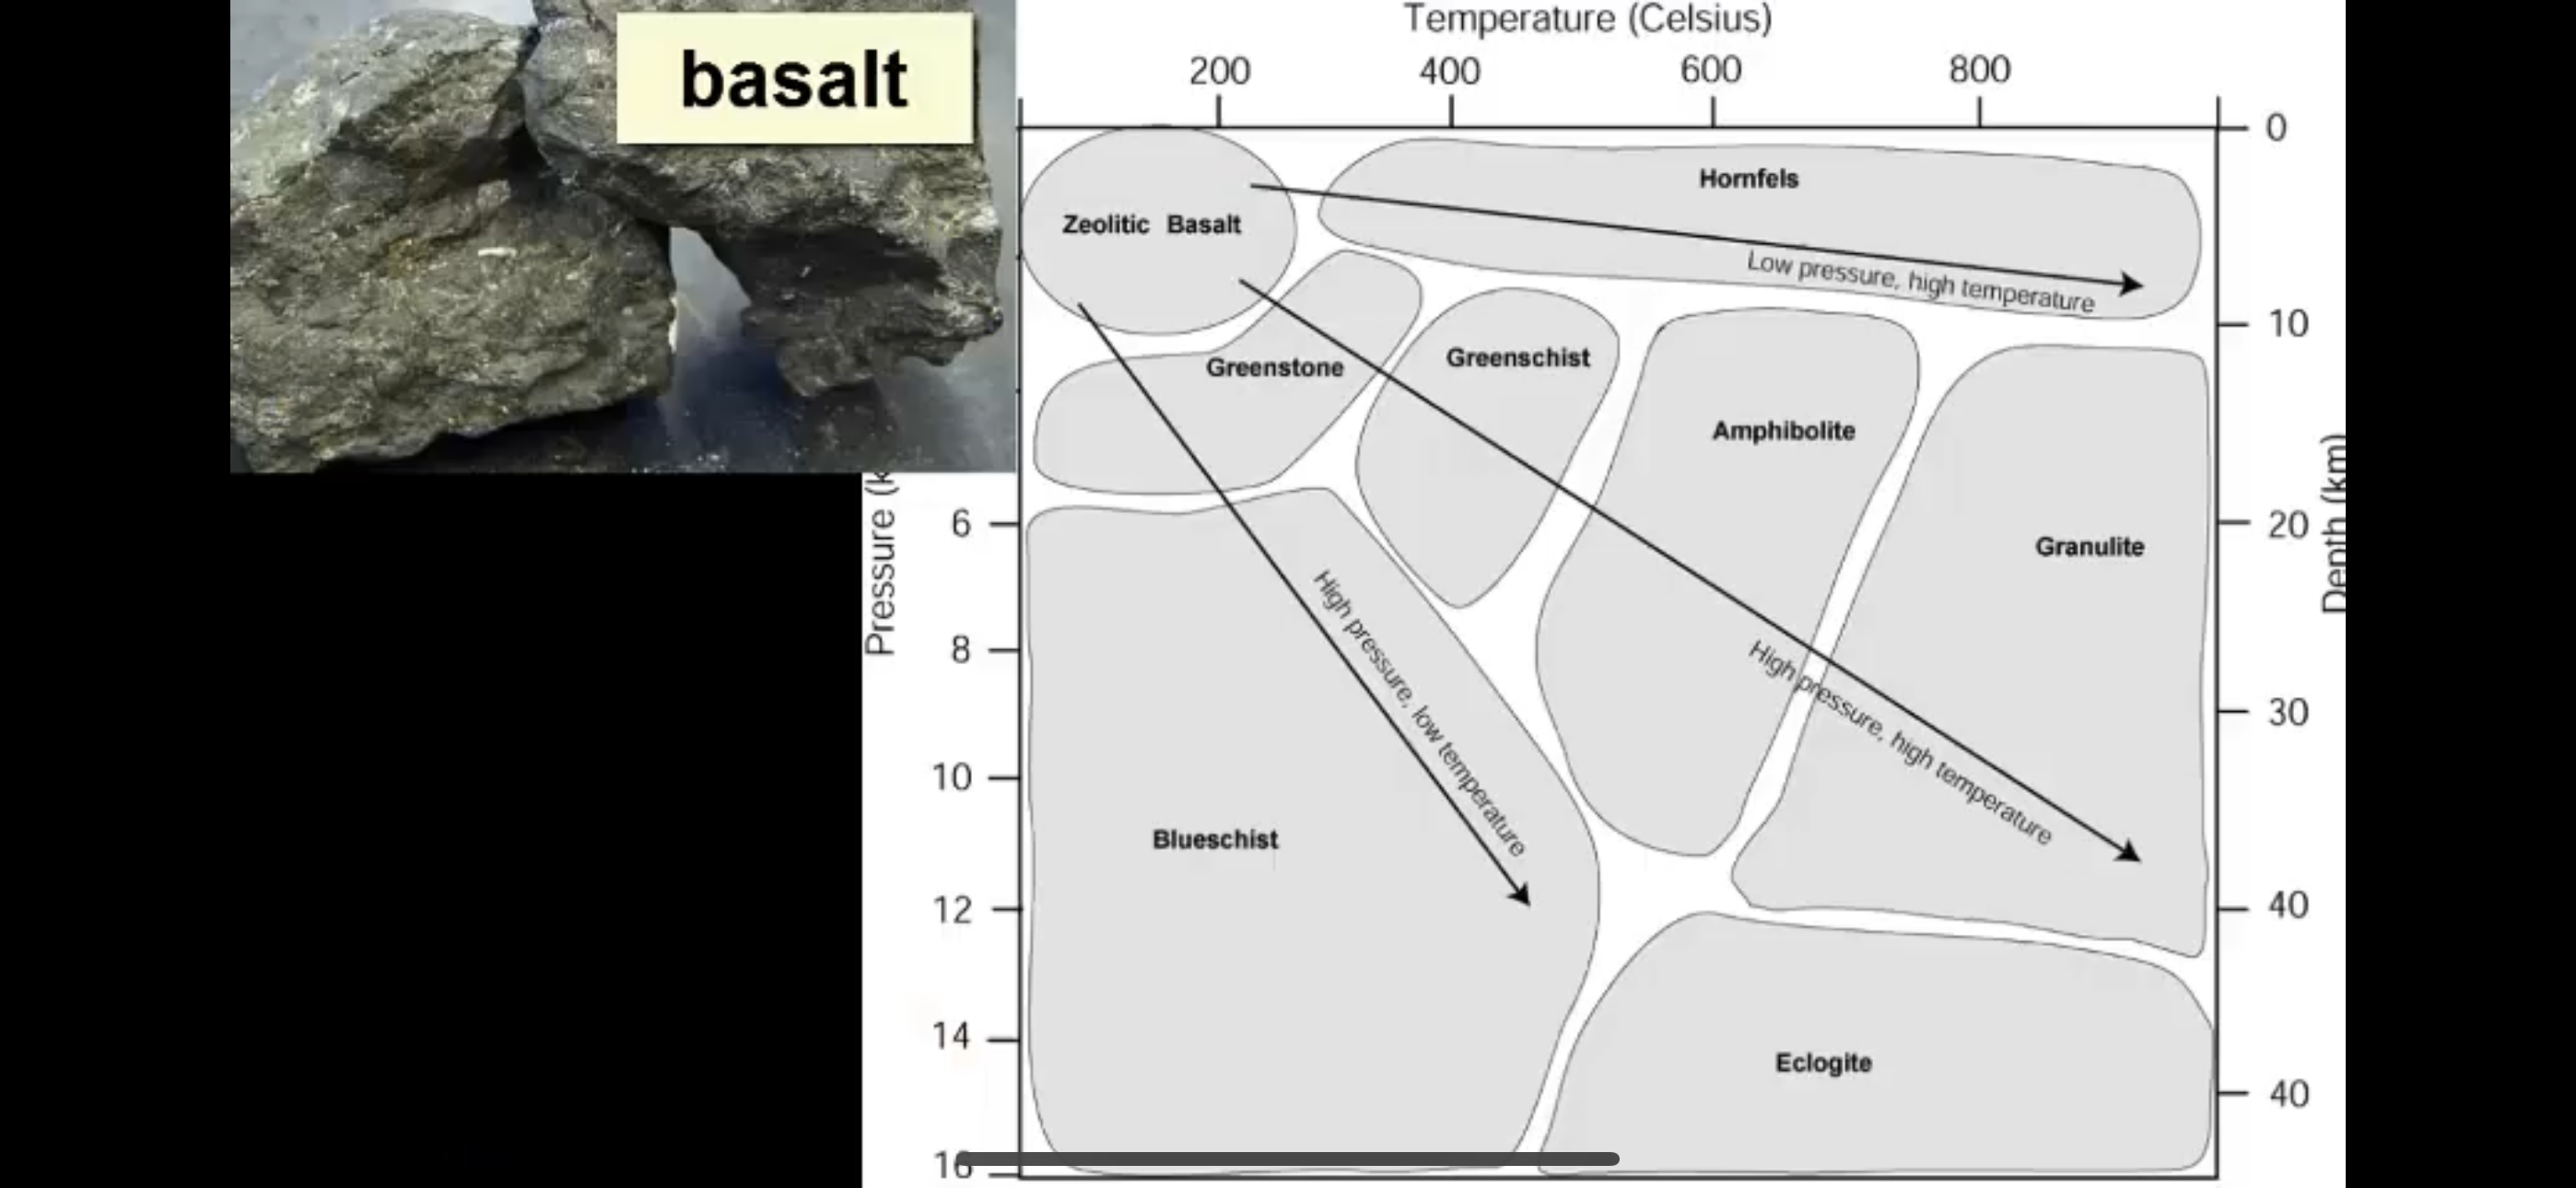 basalt
Temperature (Celsius)
200 400 600 800
0
Hornfels
Zeolitic Basalt
Low pressure, high temperature
10
Greenstone
Greenschist
Amphibolite
Pressure (k
Depth (km)
6
20
Granulite
High pressure, low temperature
8
High pressure, high temperature
30
10
Blueschist
12
40
14
Eclogite
40
16